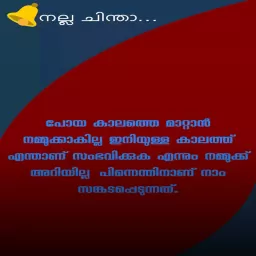 നല്ല ചിന്താ...
പോയ കാലത്തെ മാറ്റാൻ
നമ്മുക്കാകില്ല ഇനിയുള്ള കാലത്ത്
എന്താണ് സംഭവിക്കുക എന്നും നമ്മുക്ക്
അറിയില്ല പിന്നെന്തിനാണ് നാം
സങ്കടപ്പെടുന്നത്.